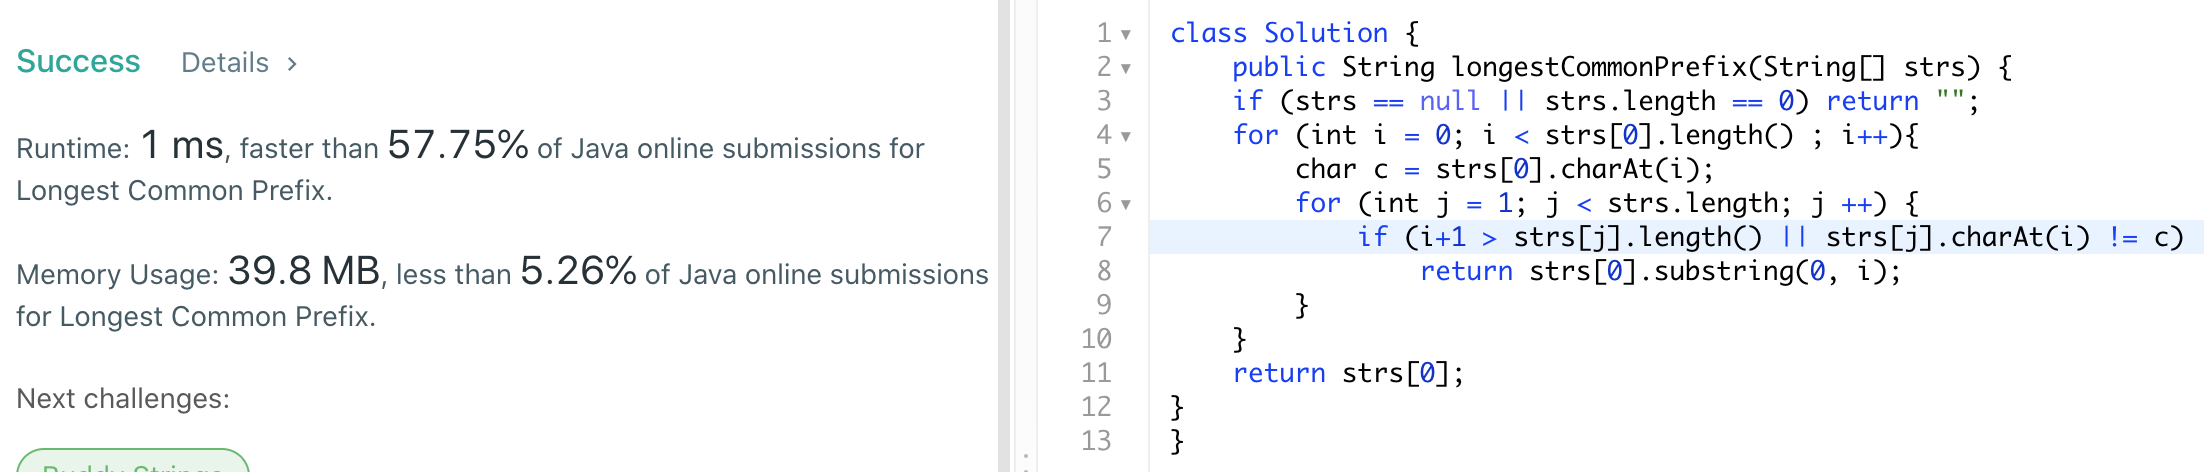 Success Details >
Runtime: 1 ms, faster than 57.75% of Java online submissions for
Longest Common Prefix.
Memory Usage: 39.8 MB, less than 5.26% of Java online submissions
for Longest Common Prefix.
Next challenges:
Buddy Strings
1 class Solution {
2     public String longestCommonPrefix(String[] strs) {
3     if (strs == null || strs.length == 0) return "";
4     for (int i = 0; i < strs[0].length() ; i++){
5         char c = strs[0].charAt(i);
6         for (int j = 1; j < strs.length; j ++) {
7             if (i+1 > strs[j].length() || strs[j].charAt(i) != c)
8                 return strs[0].substring(0, i);
9         }
10     }
11     return strs[0];
12 }
13 }